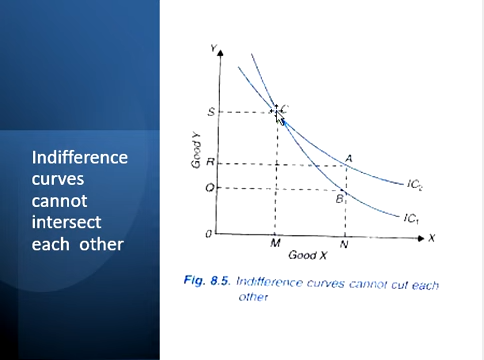 Indifference
curves
cannot
intersect
each other
Y
C
S
Good Y
A
R
IC₂
Q
B
IC₁
0
M
N
X
Good X
Fig. 8.5. Indifference curves cannot cut each
other